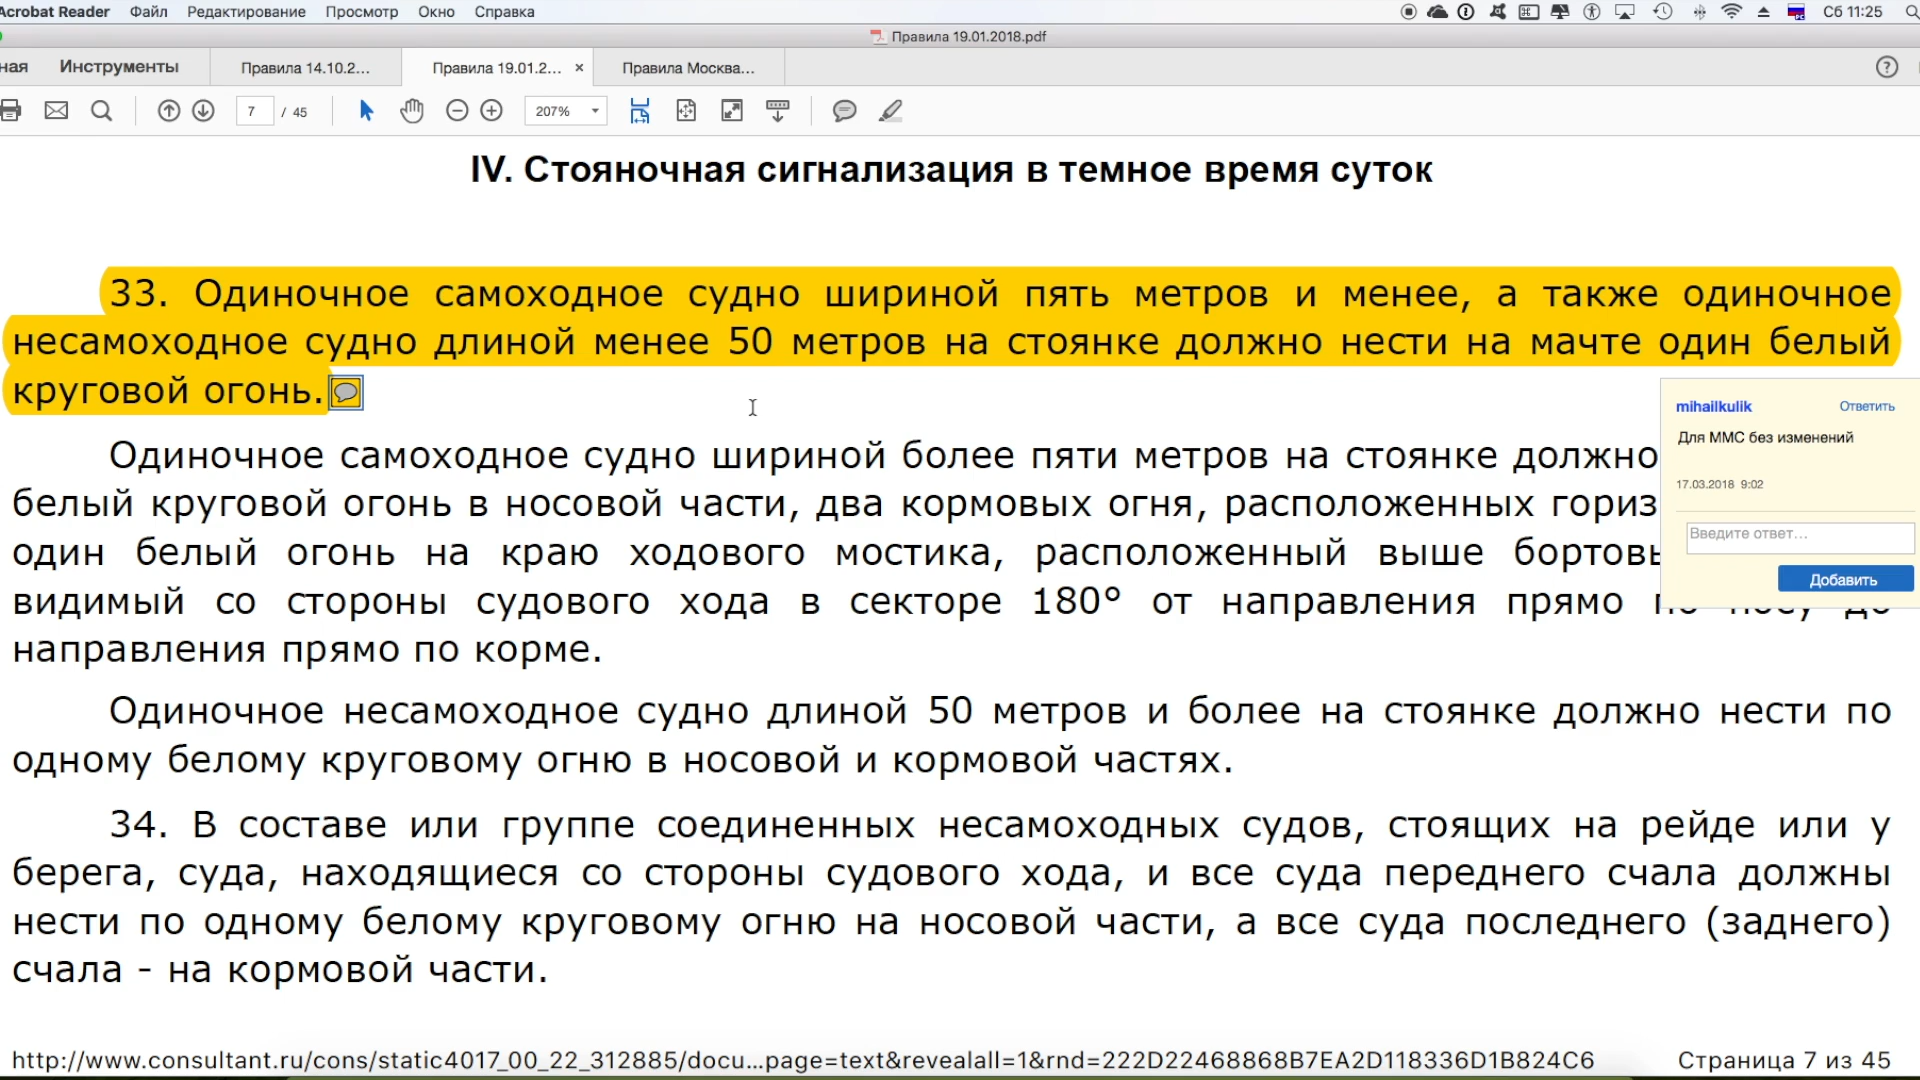 Acrobat Reader Файл Редактирование Просмотр Окно Справка Сб 11:25
Правила 19.01.2018.pdf
ная Инструменты Правила 14.10.2... Правила 19.01.2... × Правила Москва...
7 / 45 207%
IV. Стояночная сигнализация в темное время суток
33. Одиночное самоходное судно шириной пять метров и менее, а также одиночное
несамоходное судно длиной менее 50 метров на стоянке должно нести на мачте один белый
круговой огонь.
mihailkulik Ответить
Для ММС без изменений
17.03.2018 9:02
Введите ответ...
Добавить
Одиночное самоходное судно шириной более пяти метров на стоянке должно
белый круговой огонь в носовой части, два кормовых огня, расположенных гориз
один белый огонь на краю ходового мостика, расположенный выше бортовы
видимый со стороны судового хода в секторе 180° от направления прямо по носу до
направления прямо по корме.
Одиночное несамоходное судно длиной 50 метров и более на стоянке должно нести по
одному белому круговому огню в носовой и кормовой частях.
34. В составе или группе соединенных несамоходных судов, стоящих на рейде или у
берега, суда, находящиеся со стороны судового хода, и все суда переднего счала должны
нести по одному белому круговому огню на носовой части, а все суда последнего (заднего)
счала - на кормовой части.
http://www.consultant.ru/cons/static4017_00_22_312885/docu...page=text&revealall=1&rnd=222D22468868B7EA2D118336D1B824C6 Страница 7 из 45